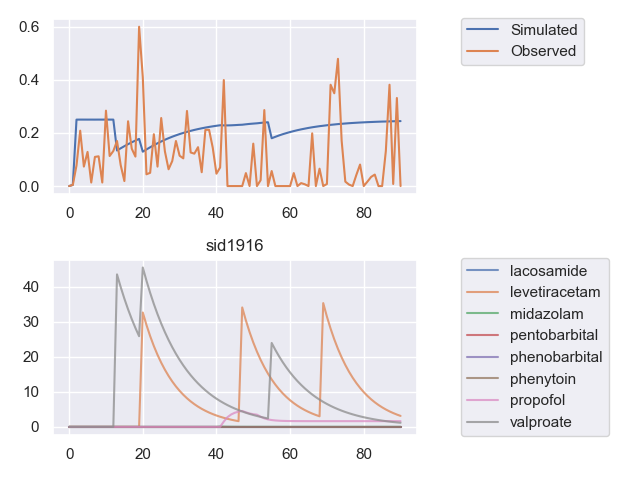 0.6
0.4
0.2
0.0
0 20 40 60 80
Simulated
Observed
sid1916
40
30
20
10
0
0 20 40 60 80
lacosamide
levetiracetam
midazolam
pentobarbital
phenobarbital
phenytoin
propofol
valproate